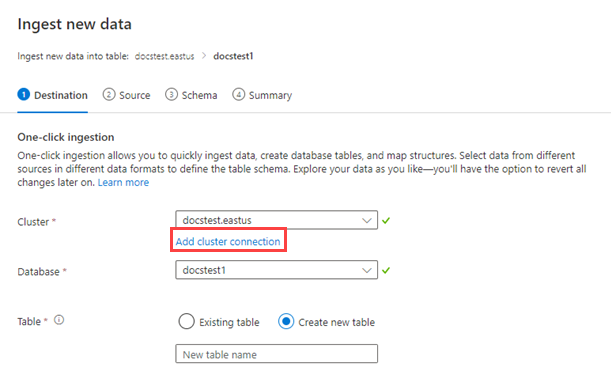 Ingest new data
Ingest new data into table: docstest.eastus > docstest1
1 Destination 2 Source 3 Schema 4 Summary
One-click ingestion
One-click ingestion allows you to quickly ingest data, create database tables, and map structures. Select data from different
sources in different data formats to define the table schema. Explore your data as you like—you'll have the option to revert all
changes later on. Learn more
Cluster * docstest.eastus
Add cluster connection
Database * docstest1
Table * Existing table Create new table
New table name